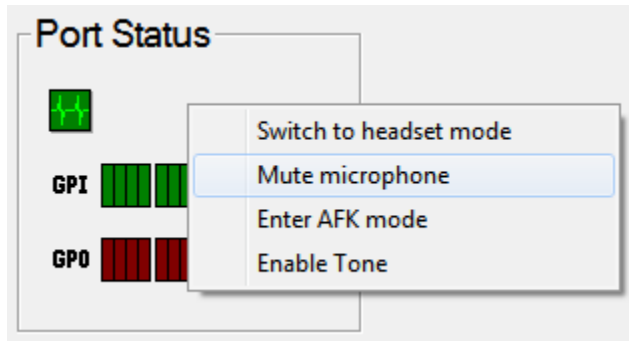 Port Status
Switch to headset mode
Mute microphone
GPI
Enter AFK mode
GPO
Enable Tone